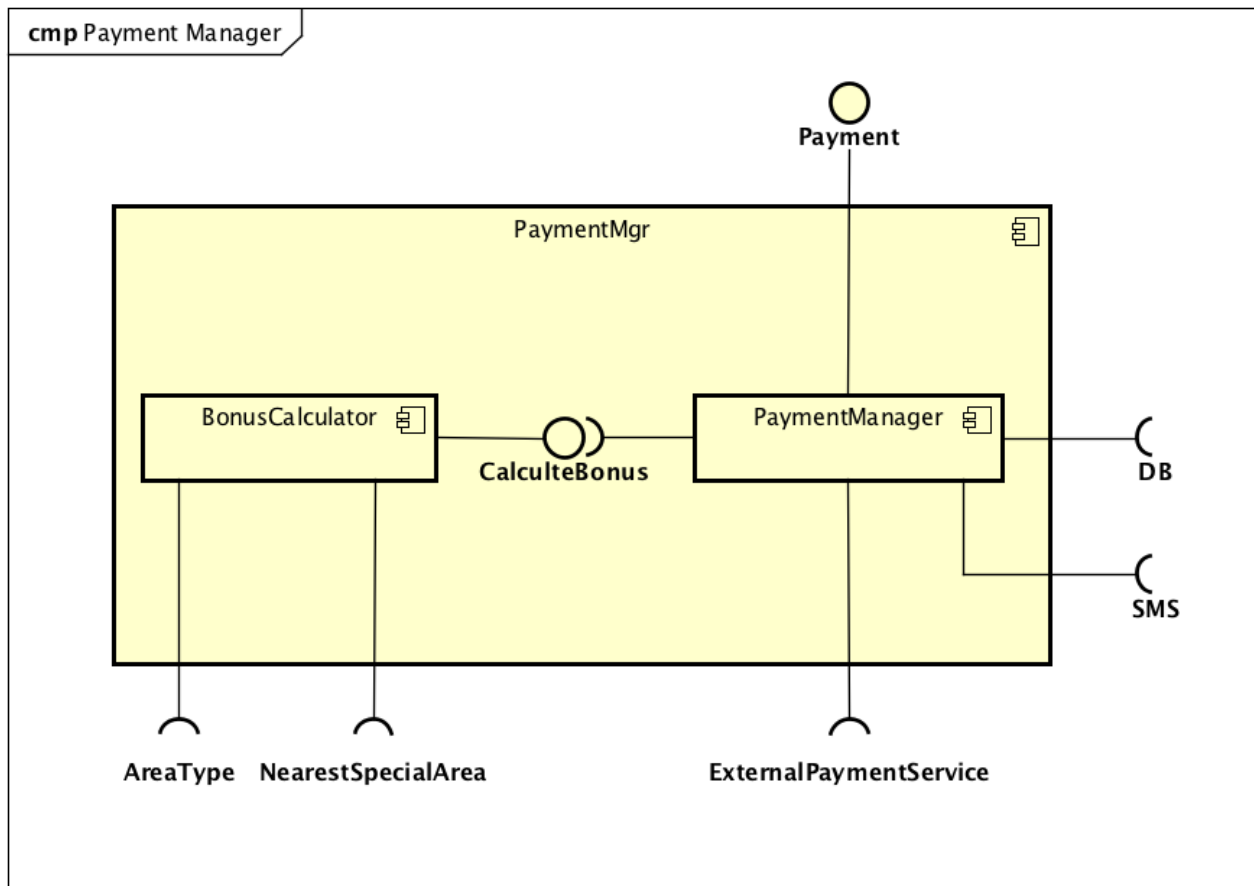 cmp Payment Manager
Payment
PaymentMgr
BonusCalculator
PaymentManager
CalculteBonus
DB
SMS
AreaType
NearestSpecialArea
ExternalPaymentService